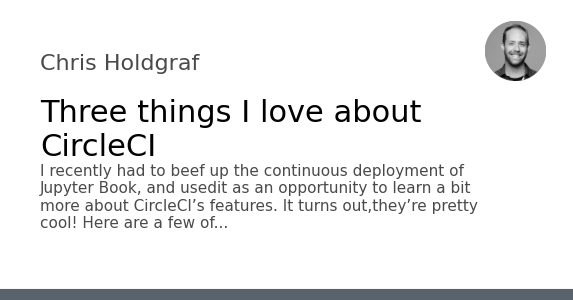 Chris Holdgraf
Three things I love about
CircleCI
I recently had to beef up the continuous deployment of
Jupyter Book, and usedit as an opportunity to learn a bit
more about CircleCI’s features. It turns out,they’re pretty
cool! Here are a few of...